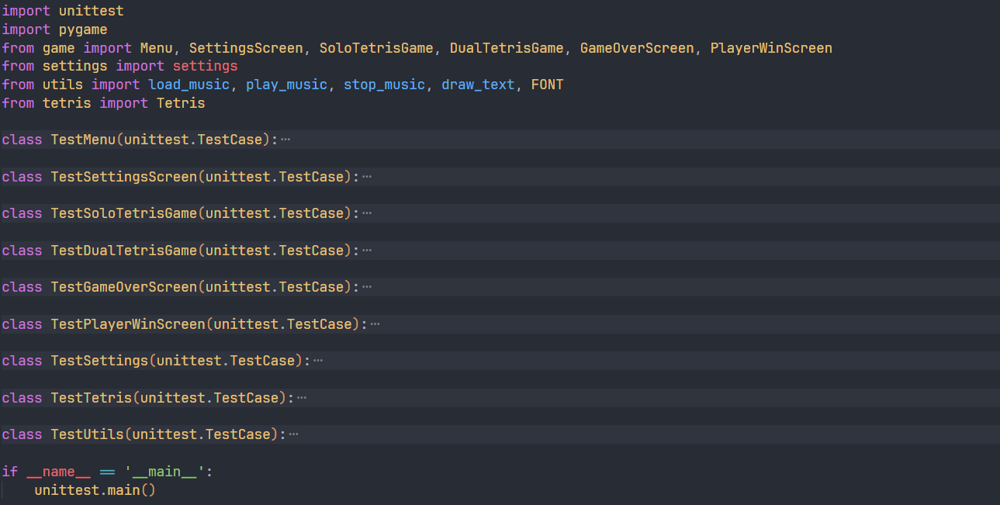 import unittest
import pygame
from game import Menu, SettingsScreen, SoloTetrisGame, DualTetrisGame, GameOverScreen, PlayerWinScreen
from settings import settings
from utils import load_music, play_music, stop_music, draw_text, FONT
from tetris import Tetris
class TestMenu(unittest.TestCase):⋯
class TestSettingsScreen(unittest.TestCase):⋯
class TestSoloTetrisGame(unittest.TestCase):⋯
class TestDualTetrisGame(unittest.TestCase):⋯
class TestGameOverScreen(unittest.TestCase):⋯
class TestPlayerWinScreen(unittest.TestCase):⋯
class TestSettings(unittest.TestCase):⋯
class TestTetris(unittest.TestCase):⋯
class TestUtils(unittest.TestCase):⋯
if __name__ == '__main__':
    unittest.main()